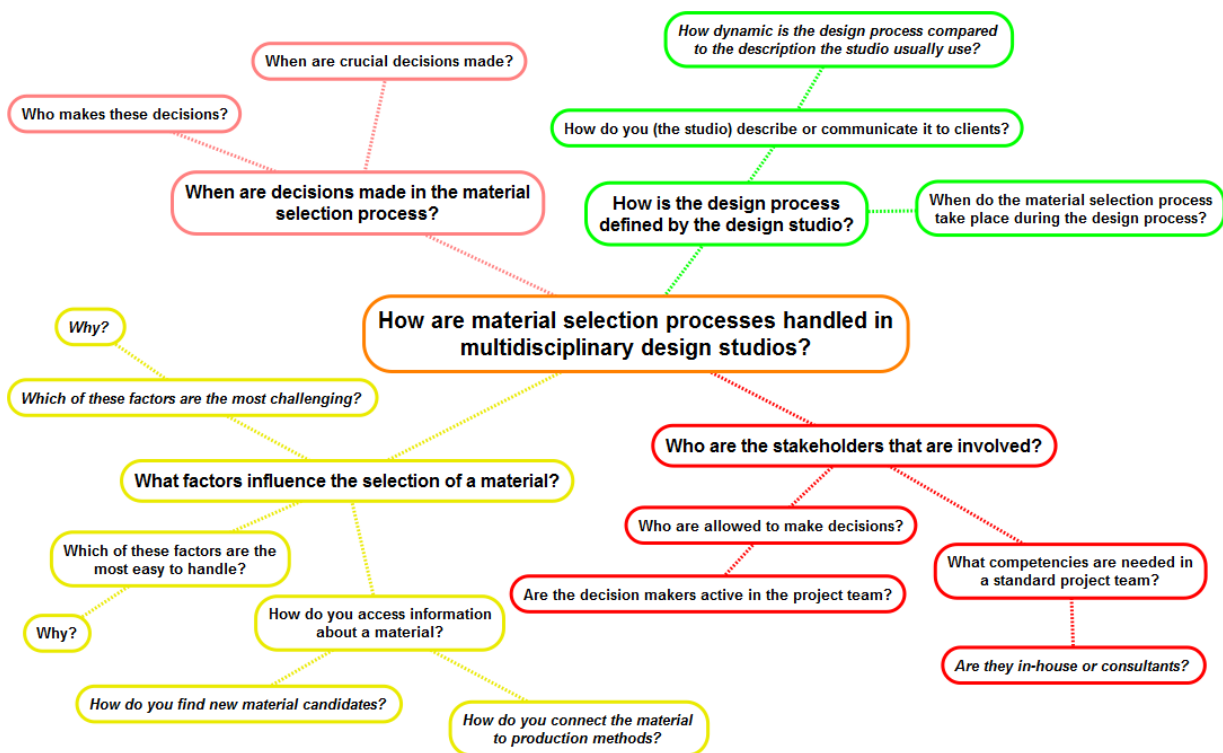 How dynamic is the design process compared
to the description the studio usually use?
When are crucial decisions made?
Who makes these decisions?
How do you (the studio) describe or communicate it to clients?
When are decisions made in the material
selection process?
How is the design process
defined by the design studio?
When do the material selection process
take place during the design process?
How are material selection processes handled in
multidisciplinary design studios?
Why?
Which of these factors are the most challenging?
What factors influence the selection of a material?
Which of these factors are the
most easy to handle?
Why?
How do you access information
about a material?
How do you find new material candidates?
How do you connect the material
to production methods?
Who are the stakeholders that are involved?
Who are allowed to make decisions?
Are the decision makers active in the project team?
What competencies are needed in
a standard project team?
Are they in-house or consultants?